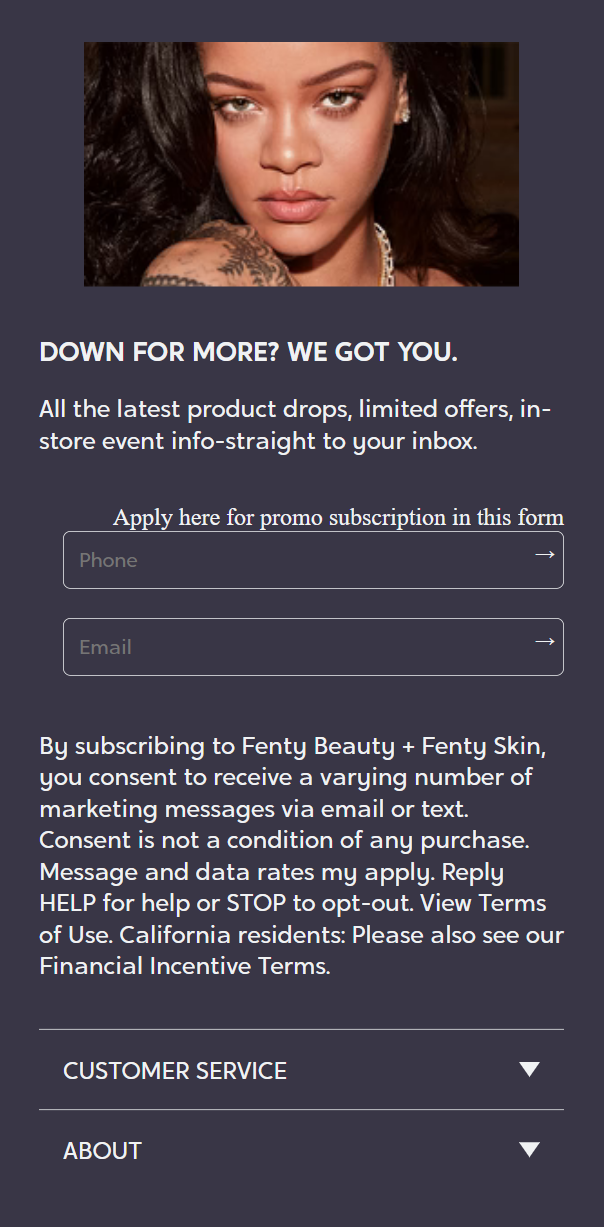 DOWN FOR MORE? WE GOT YOU.
All the latest product drops, limited offers, in-
store event info-straight to your inbox.
Apply here for promo subscription in this form
Phone →
Email →
By subscribing to Fenty Beauty + Fenty Skin,
you consent to receive a varying number of
marketing messages via email or text.
Consent is not a condition of any purchase.
Message and data rates my apply. Reply
HELP for help or STOP to opt-out. View Terms
of Use. California residents: Please also see our
Financial Incentive Terms.
CUSTOMER SERVICE ▼
ABOUT ▼